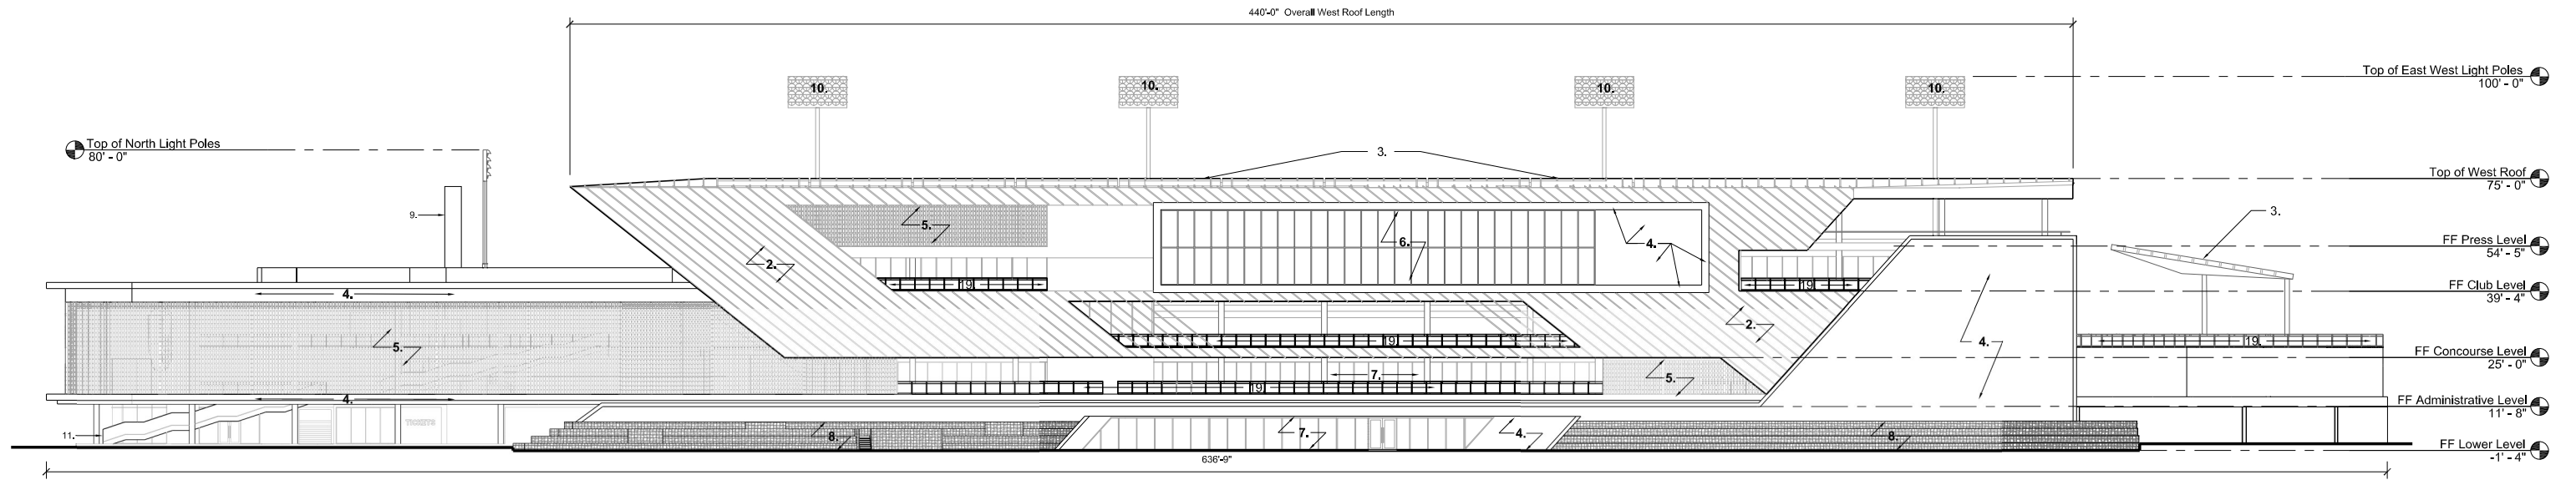 440'-0" Overall West Roof Length
Top of East West Light Poles
100' - 0"
10.
10.
10.
10.
Top of North Light Poles
80' - 0"
3.
Top of West Roof
75' - 0"
9.
5.
6.
4.
3.
2.
FF Press Level
54' - 5"
19.
19.
FF Club Level
39' - 4"
4.
2.
5.
19.
4.
19.
FF Concourse Level
25' - 0"
7.
5.
19.
4.
FF Administrative Level
11' - 8"
TICKETS
11.
8.
7.
4.
8.
FF Lower Level
-1' - 4"
636'-9"